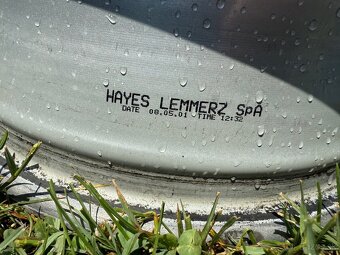 HAYES LEMMERZ SpA
DATE 08.05.01 TIME 12:32